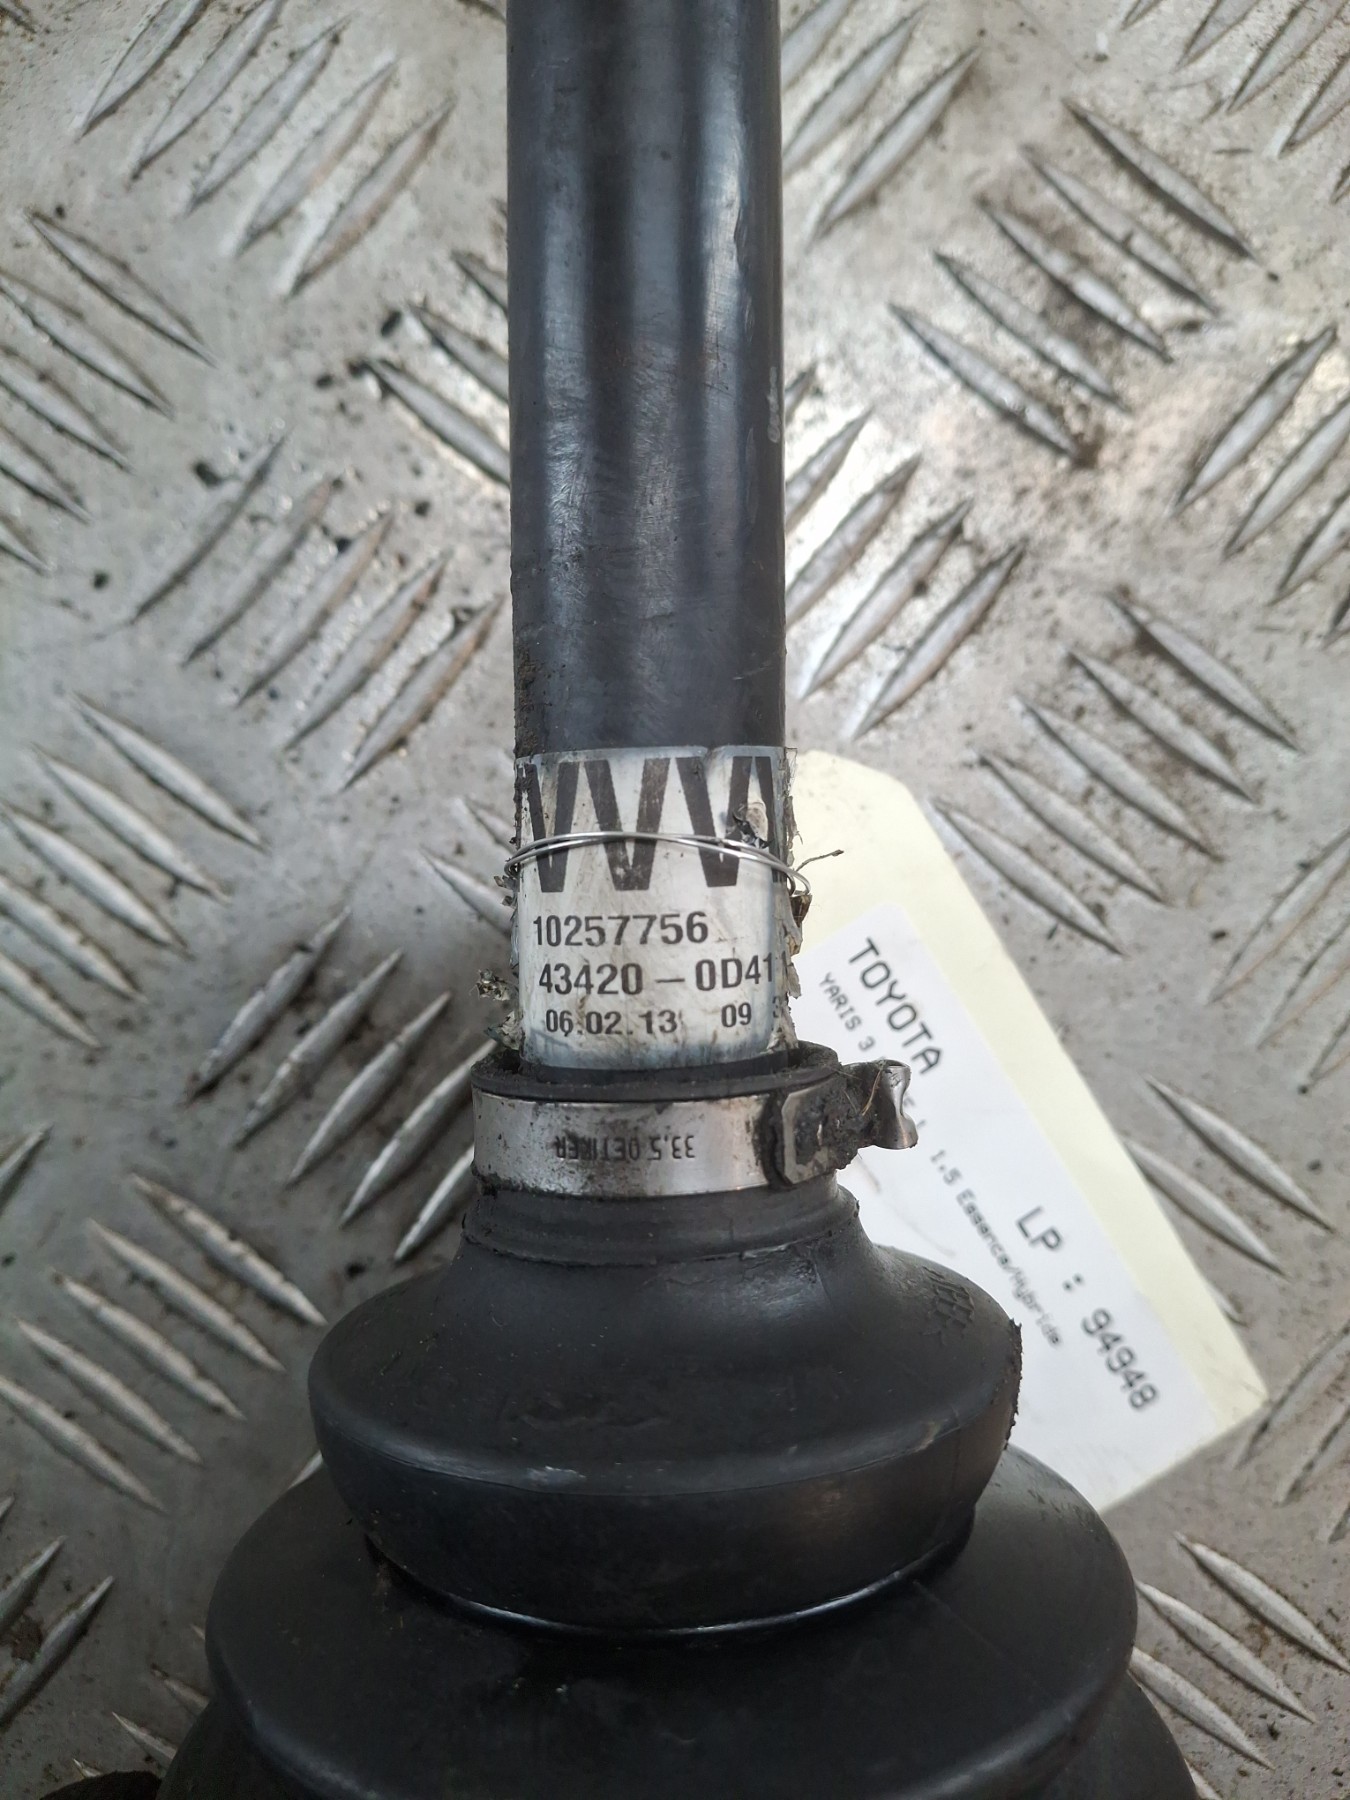 VVV
10257756
43420-0D41
06.02.13 09
33.5 OETIKER
TOYOTA
YARIS 3
1.5 Essence/Hybride
LP : 94948